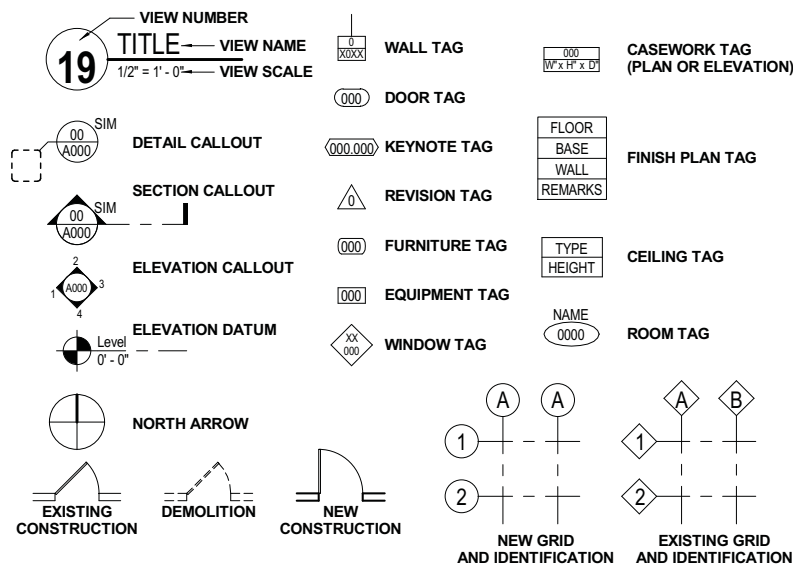 VIEW NUMBER
19
TITLE
VIEW NAME
1/2" = 1' - 0"
VIEW SCALE
00
A000
SIM
DETAIL CALLOUT
SECTION CALLOUT
00
A000
SIM
ELEVATION CALLOUT
2
1
A000
3
4
ELEVATION DATUM
Level
0' - 0"
NORTH ARROW
EXISTING
CONSTRUCTION
DEMOLITION
NEW
CONSTRUCTION
0
X0XX
WALL TAG
000
DOOR TAG
000.000
KEYNOTE TAG
0
REVISION TAG
000
FURNITURE TAG
000
EQUIPMENT TAG
XX
000
WINDOW TAG
000
W" x H" x D"
CASEWORK TAG
(PLAN OR ELEVATION)
FLOOR
BASE
WALL
REMARKS
FINISH PLAN TAG
TYPE
HEIGHT
CEILING TAG
NAME
0000
ROOM TAG
A
A
1
2
NEW GRID
AND IDENTIFICATION
A
B
1
2
EXISTING GRID
AND IDENTIFICATION